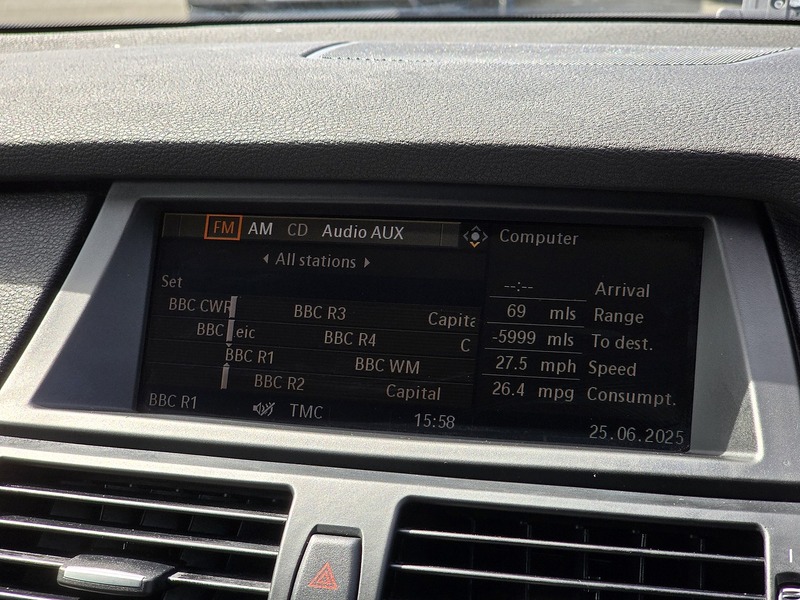 FM AM CD Audio AUX
All stations
Set
BBC CWR
BBC R3
Capita
BBC Leic
BBC R4
C
BBC R1
BBC WM
BBC R2
Capital
BBC R1
TMC
15:58
Computer
--:-- Arrival
69 mls Range
-5999 mls To dest.
27.5 mph Speed
26.4 mpg Consumpt.
25.06.2025